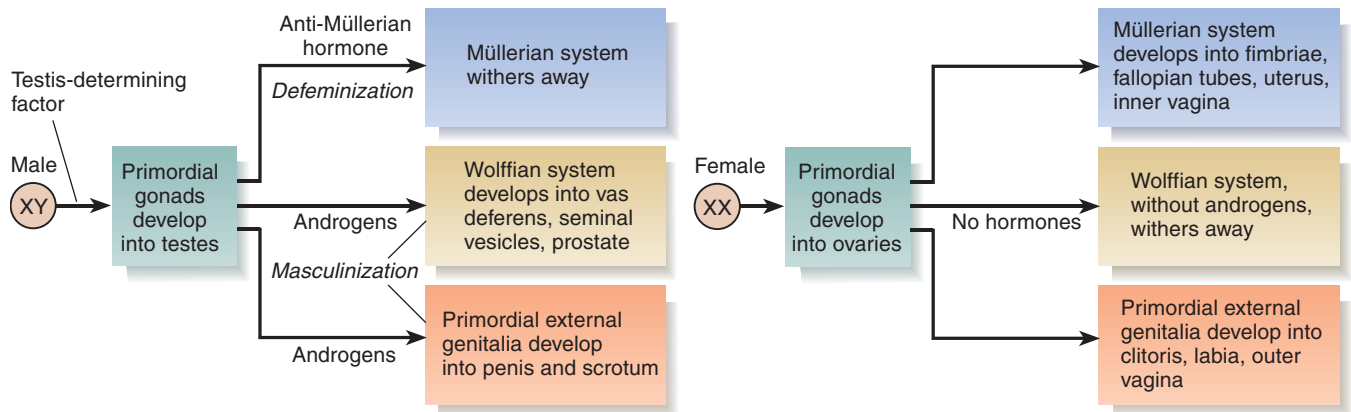 Testis-determining
factor
Male
XY
Primordial
gonads
develop
into testes
Anti-Müllerian
hormone
Defeminization
Androgens
Masculinization
Androgens
Müllerian system
withers away
Wolffian system
develops into vas
deferens, seminal
vesicles, prostate
Primordial external
genitalia develop
into penis and scrotum
Female
XX
Primordial
gonads
develop
into ovaries
No hormones
Müllerian system
develops into fimbriae,
fallopian tubes, uterus,
inner vagina
Wolffian system,
without androgens,
withers away
Primordial external
genitalia develop into
clitoris, labia, outer
vagina